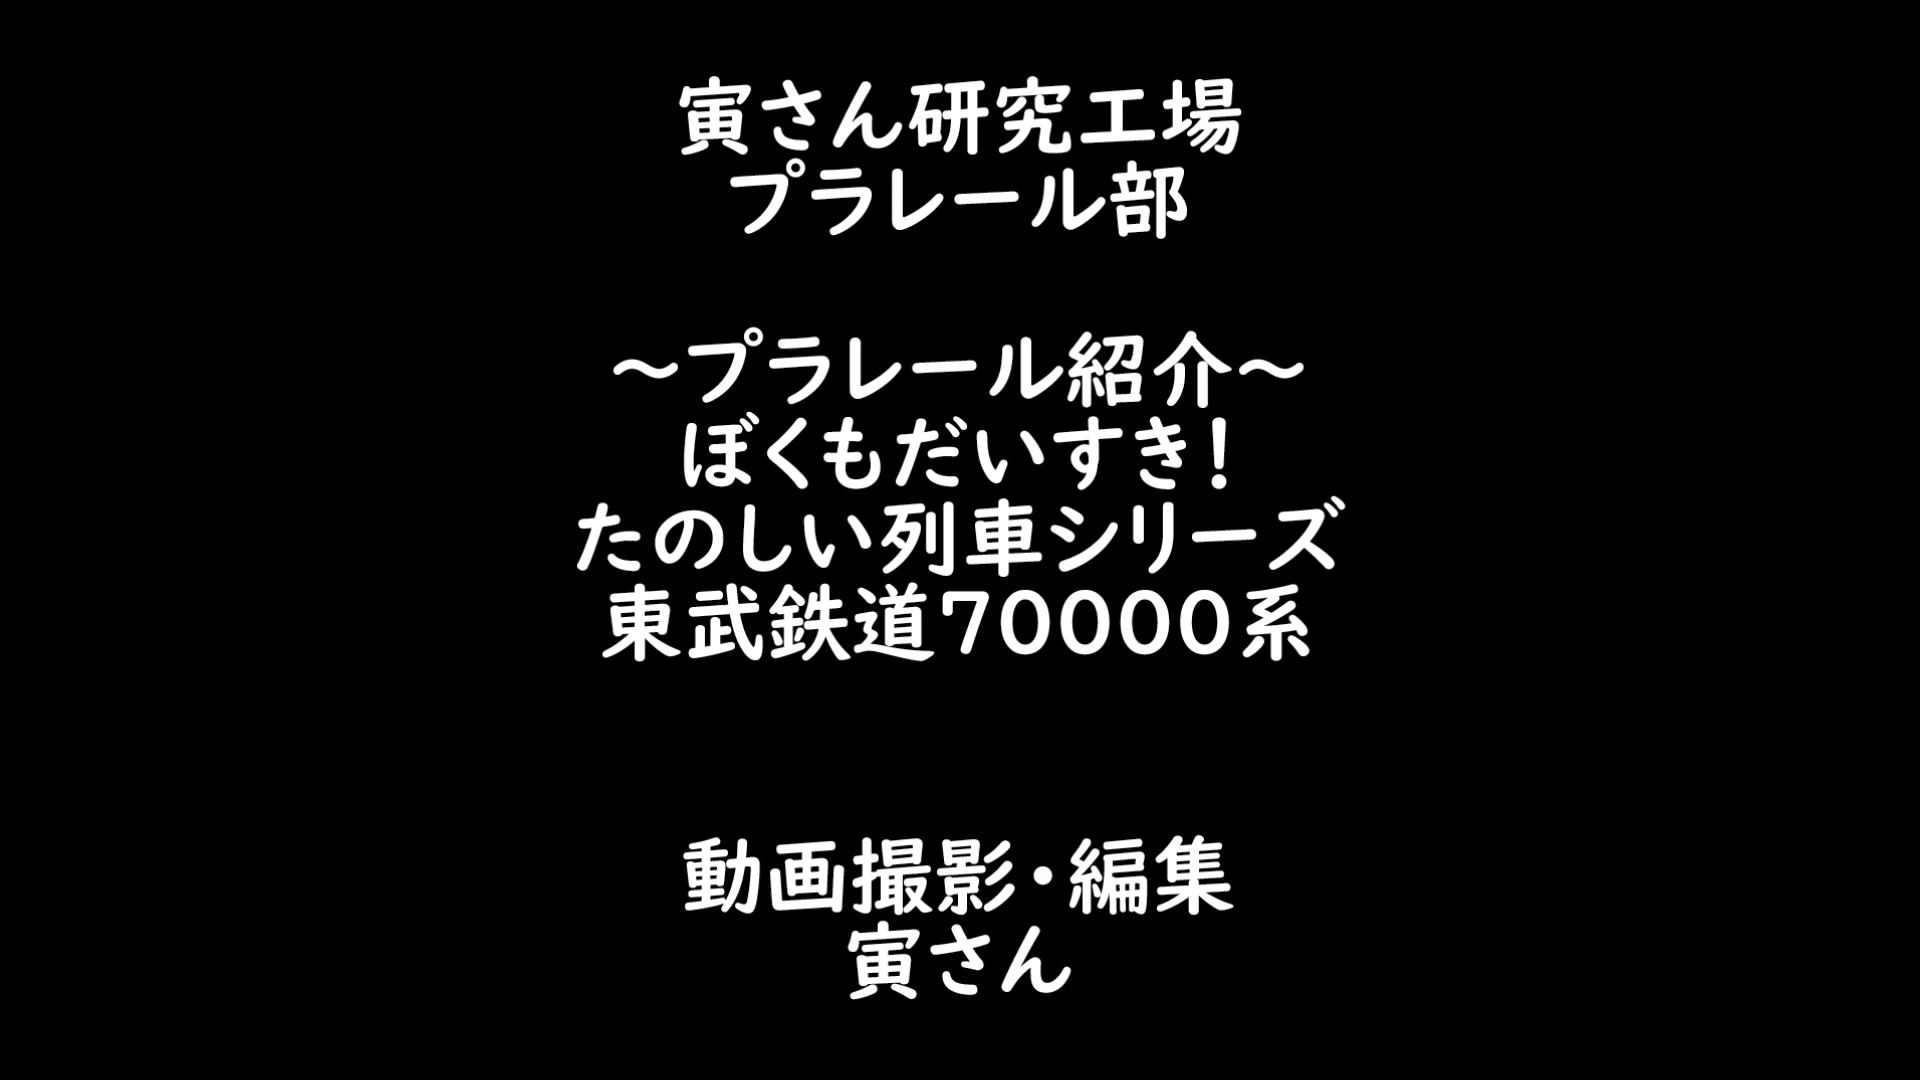 寅さん研究工場
プラレール部
～プラレール紹介～
ぼくもだいすき！
たのしい列車シリーズ
東武鉄道70000系
動画撮影・編集
寅さん